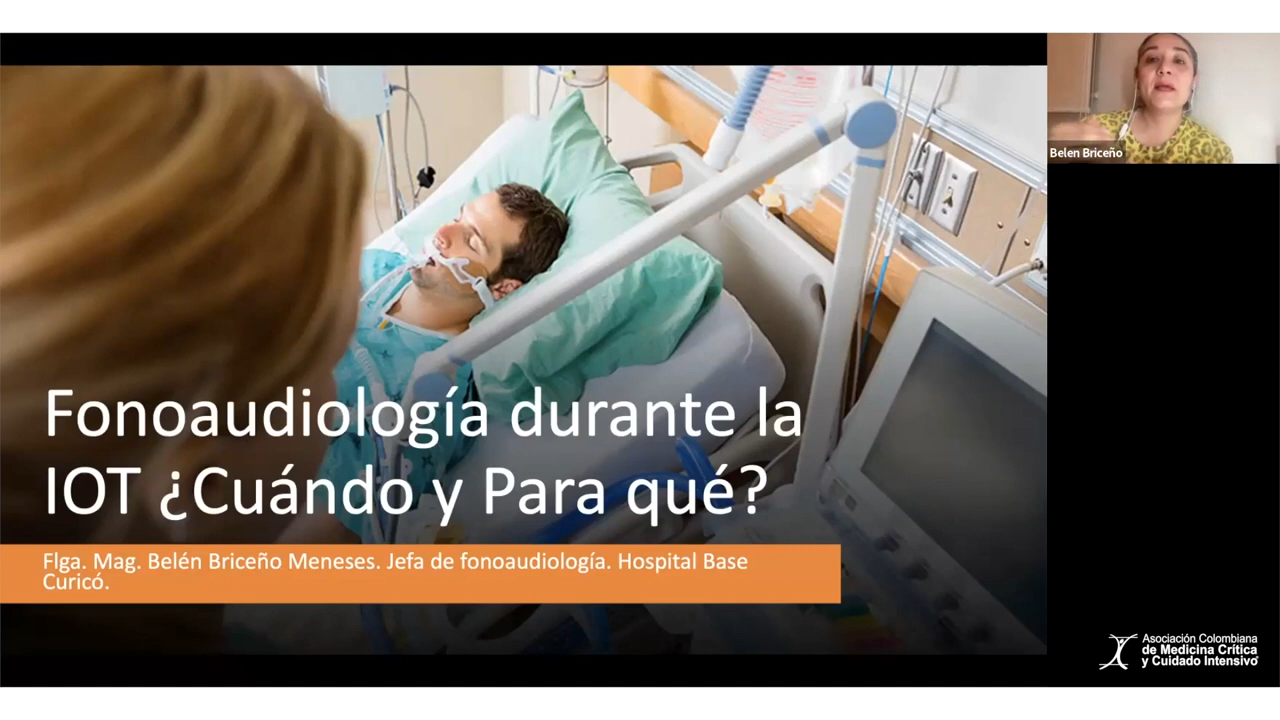 Belen Briceño
Fonoaudiología durante la
IOT ¿Cuándo y Para qué?
Flga. Mag. Belén Briceño Meneses. Jefa de fonoaudiología. Hospital Base
Curicó.
Asociación Colombiana
de Medicina Crítica
y Cuidado Intensivo